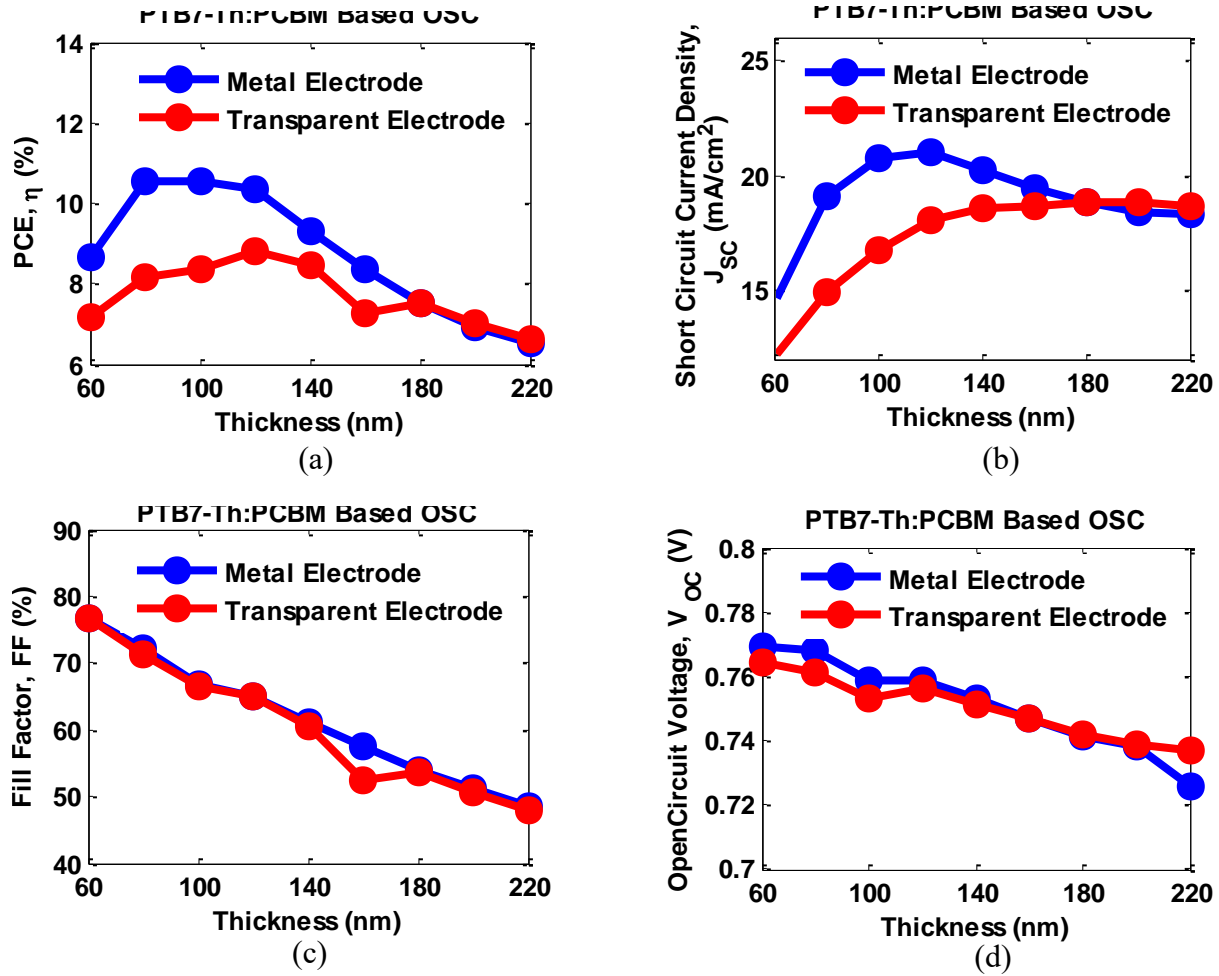 PTB7-Th:PCBM Based OSC
14
12
10
8
6
PCE, η (%)
Metal Electrode
Transparent Electrode
60 100 140 180 220
Thickness (nm)
(a)
PTB7-Th:PCBM Based OSC
25
20
15
Short Circuit Current Density,
J_SC (mA/cm²)
Metal Electrode
Transparent Electrode
60 100 140 180 220
Thickness (nm)
(b)
PTB7-Th:PCBM Based OSC
90
80
70
60
50
40
Fill Factor, FF (%)
Metal Electrode
Transparent Electrode
60 100 140 180 220
Thickness (nm)
(c)
PTB7-Th:PCBM Based OSC
0.8
0.78
0.76
0.74
0.72
0.7
OpenCircuit Voltage, V_OC (V)
Metal Electrode
Transparent Electrode
60 100 140 180 220
Thickness (nm)
(d)